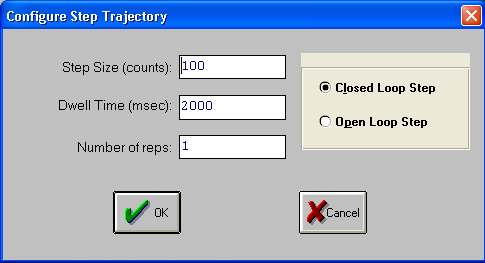 Configure Step Trajectory
Step Size (counts): 100
Dwell Time (msec): 2000
Number of reps: 1
Closed Loop Step
Open Loop Step
OK
Cancel